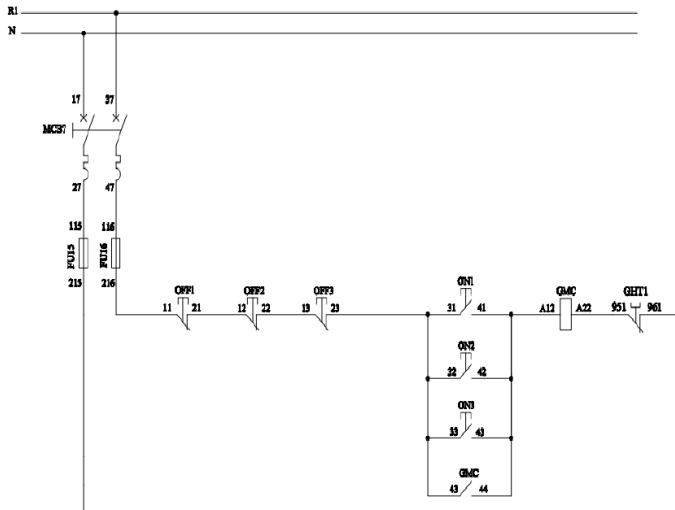 R1
N
17 37
MCB7
27 47
115 116
FU15 FU16
215 216
OFF1 OFF2 OFF3 ON1 GMC GHT1
11 21 12 22 13 23 31 41 A12 A22 951 961
ON2
32 42
ON3
33 43
GMC
43 44